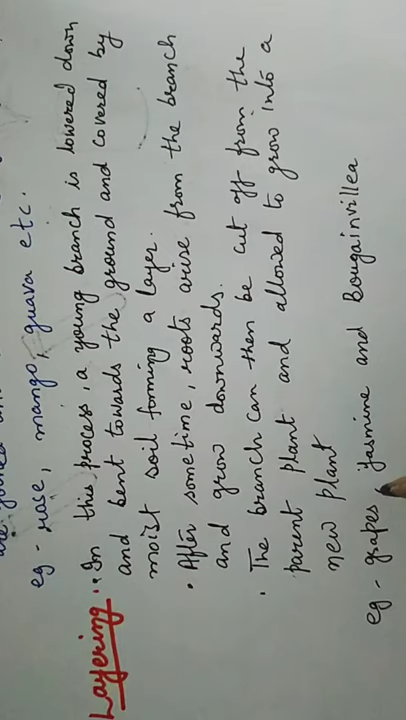 are
eg - rose, mango, guava etc.
Layering : In this process, a young branch is lowered down
and bent towards the ground and covered by
moist soil forming a layer.
• After sometime, roots arise from the branch
and grow downwards.
• The branch can then be cut off from the
parent plant and allowed to grow into a
new plant
eg - grapes, Jasmine and Bougainvillea